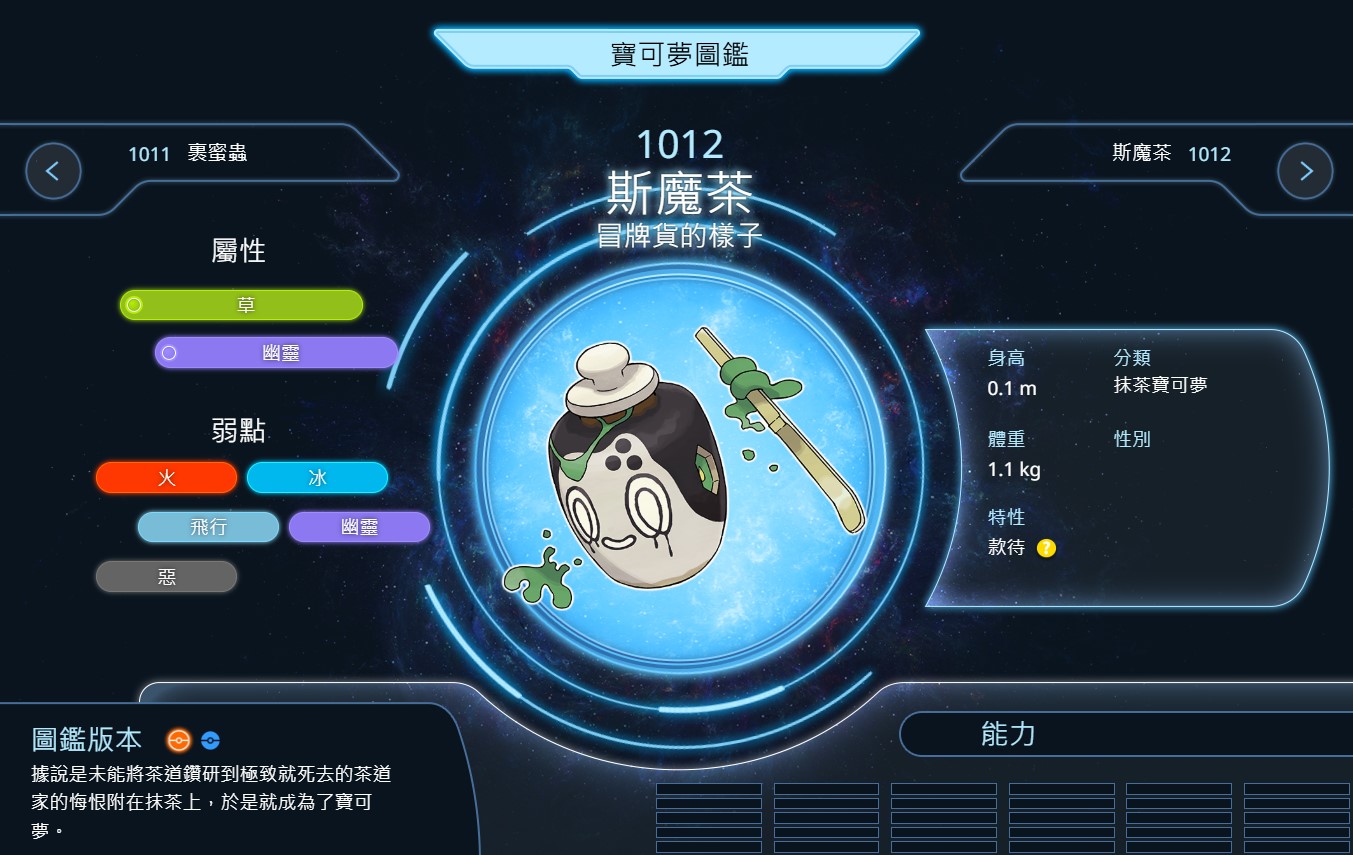 寶可夢圖鑑
1011 裹蜜蟲
1012
斯魔茶
冒牌貨的樣子
斯魔茶 1012
屬性
草
幽靈
弱點
火 冰
飛行 幽靈
惡
身高 分類
0.1 m 抹茶寶可夢
體重 性別
1.1 kg
特性
款待 ?
圖鑑版本
據說是未能將茶道鑽研到極致就死去的茶道
家的悔恨附在抹茶上，於是就成為了寶可
夢。
能力